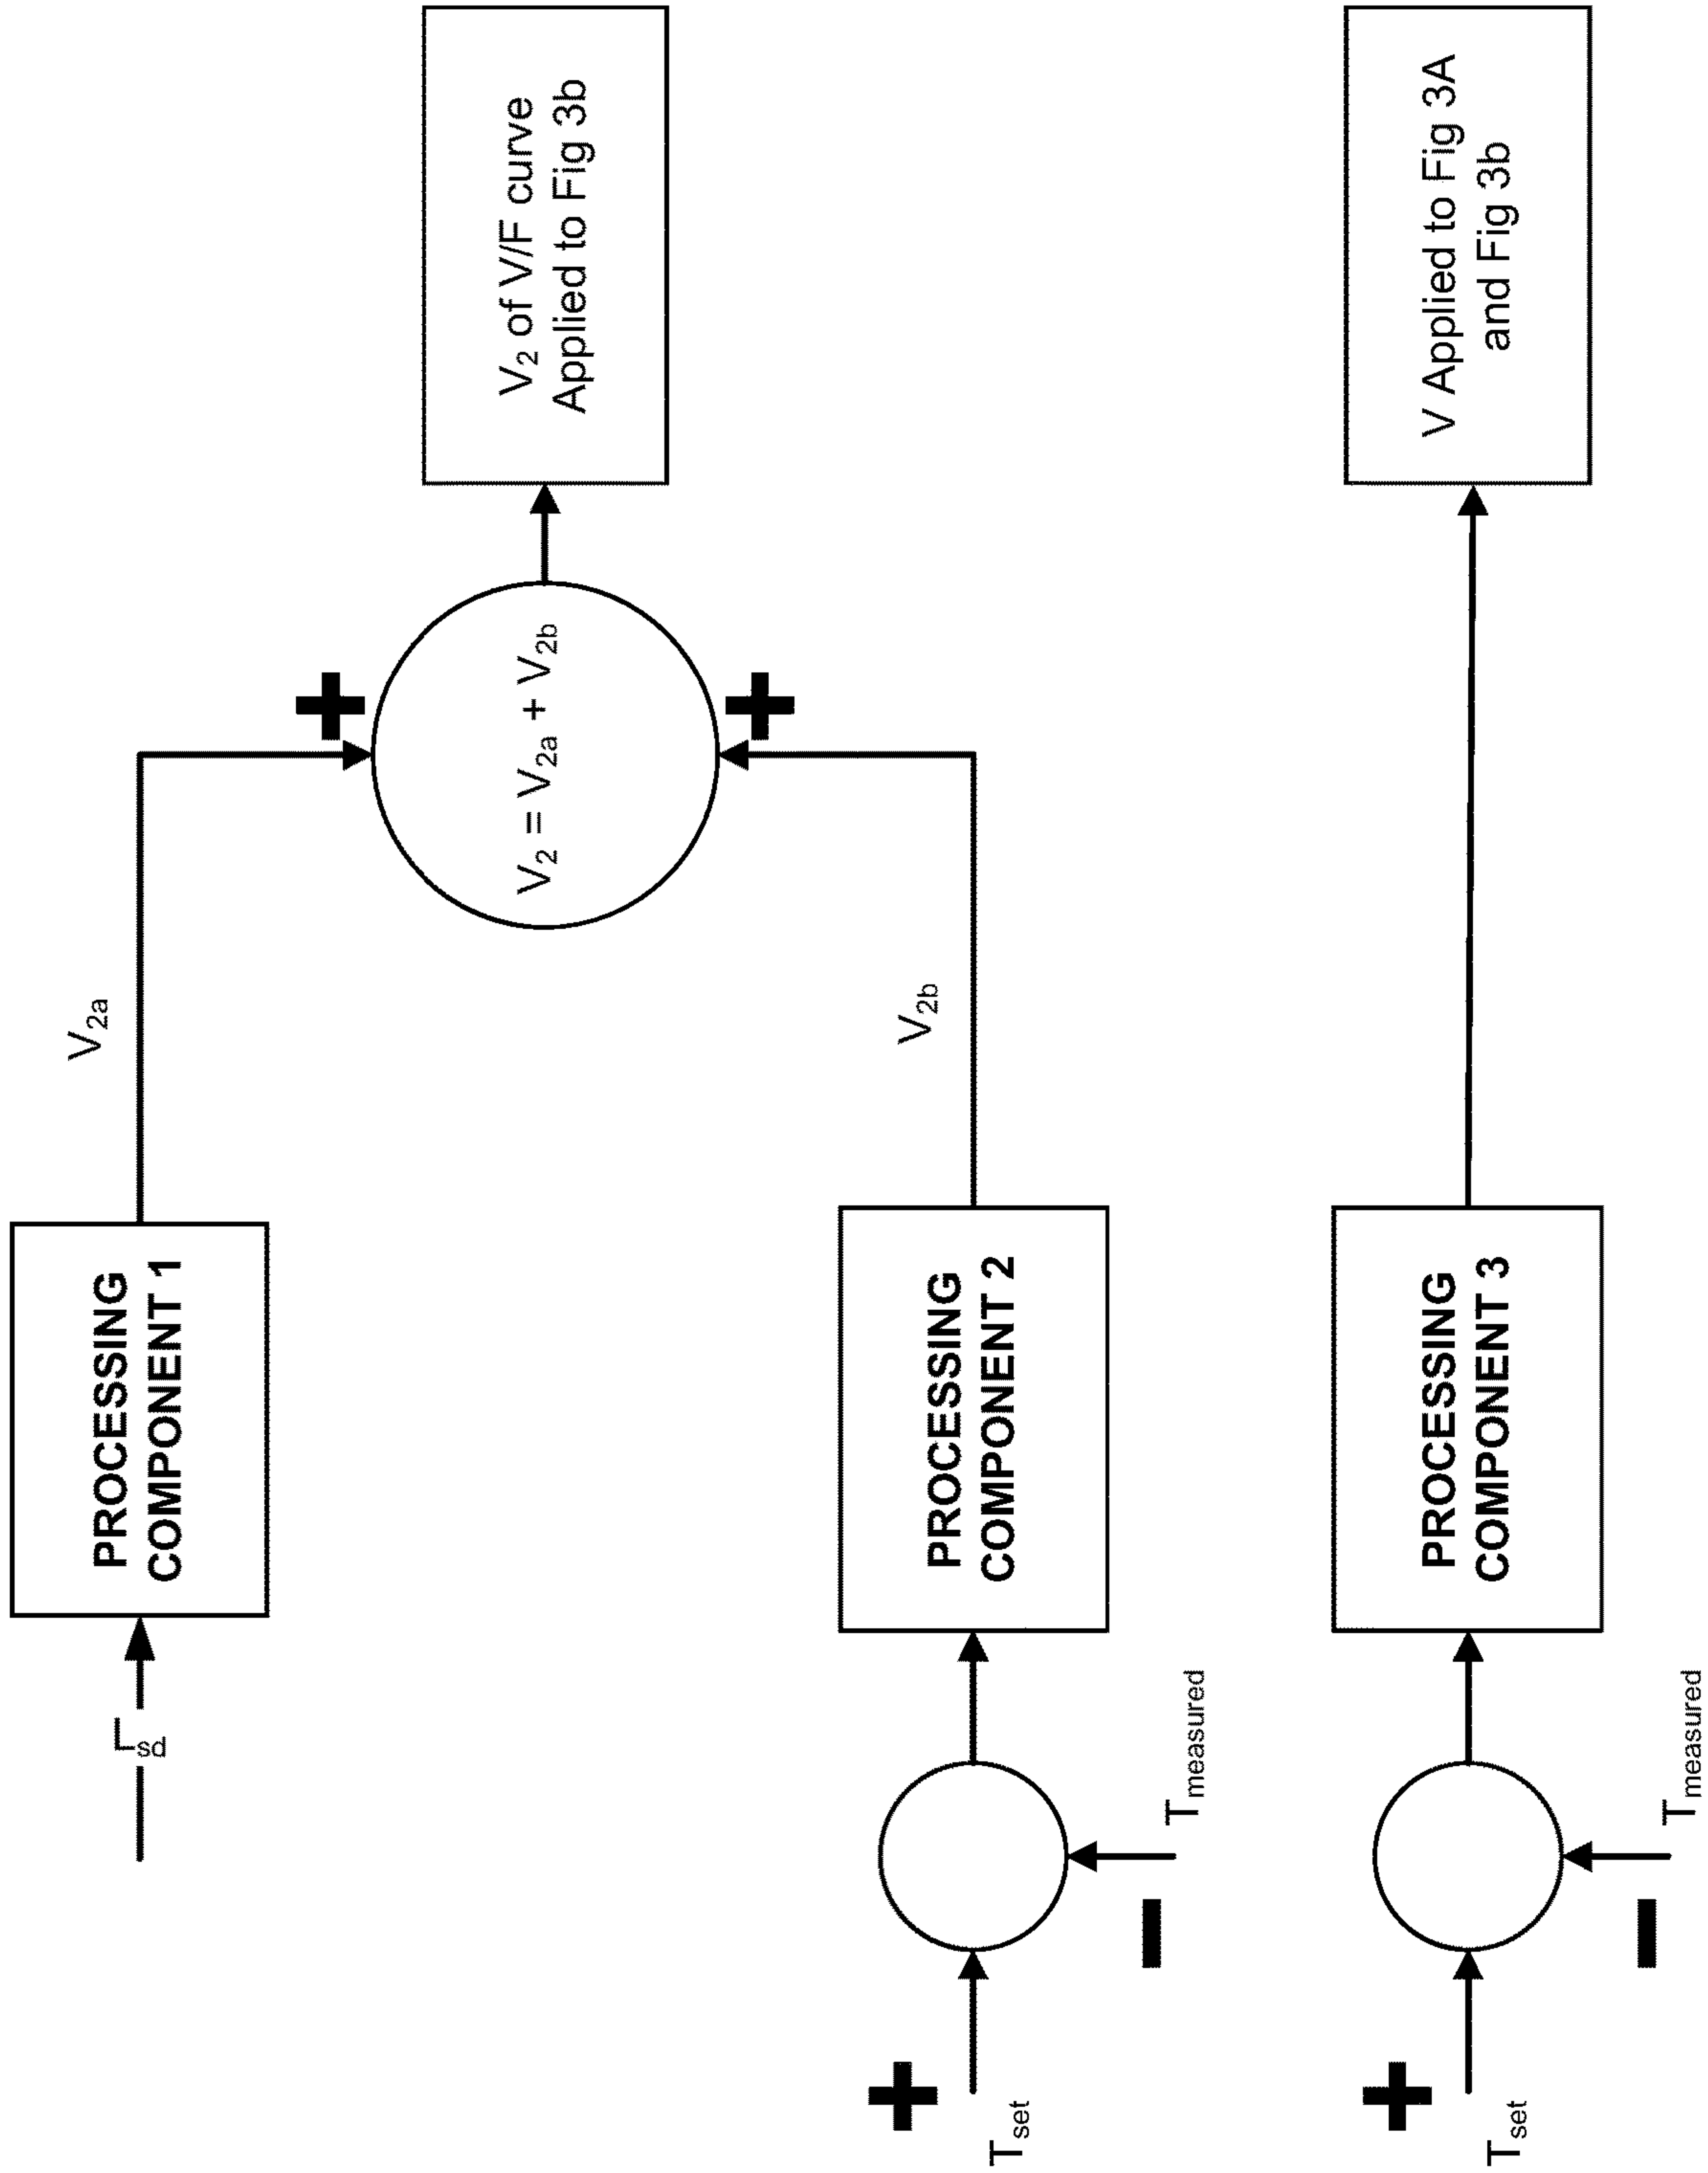 L_sd
PROCESSING
COMPONENT 1
V_2a
V_2 = V_2a + V_2b
V_2 of V/F curve
Applied to Fig 3b
+
+
+
T_set
T_measured
−
PROCESSING
COMPONENT 2
V_2b
+
T_set
T_measured
−
PROCESSING
COMPONENT 3
V Applied to Fig 3A
and Fig 3b